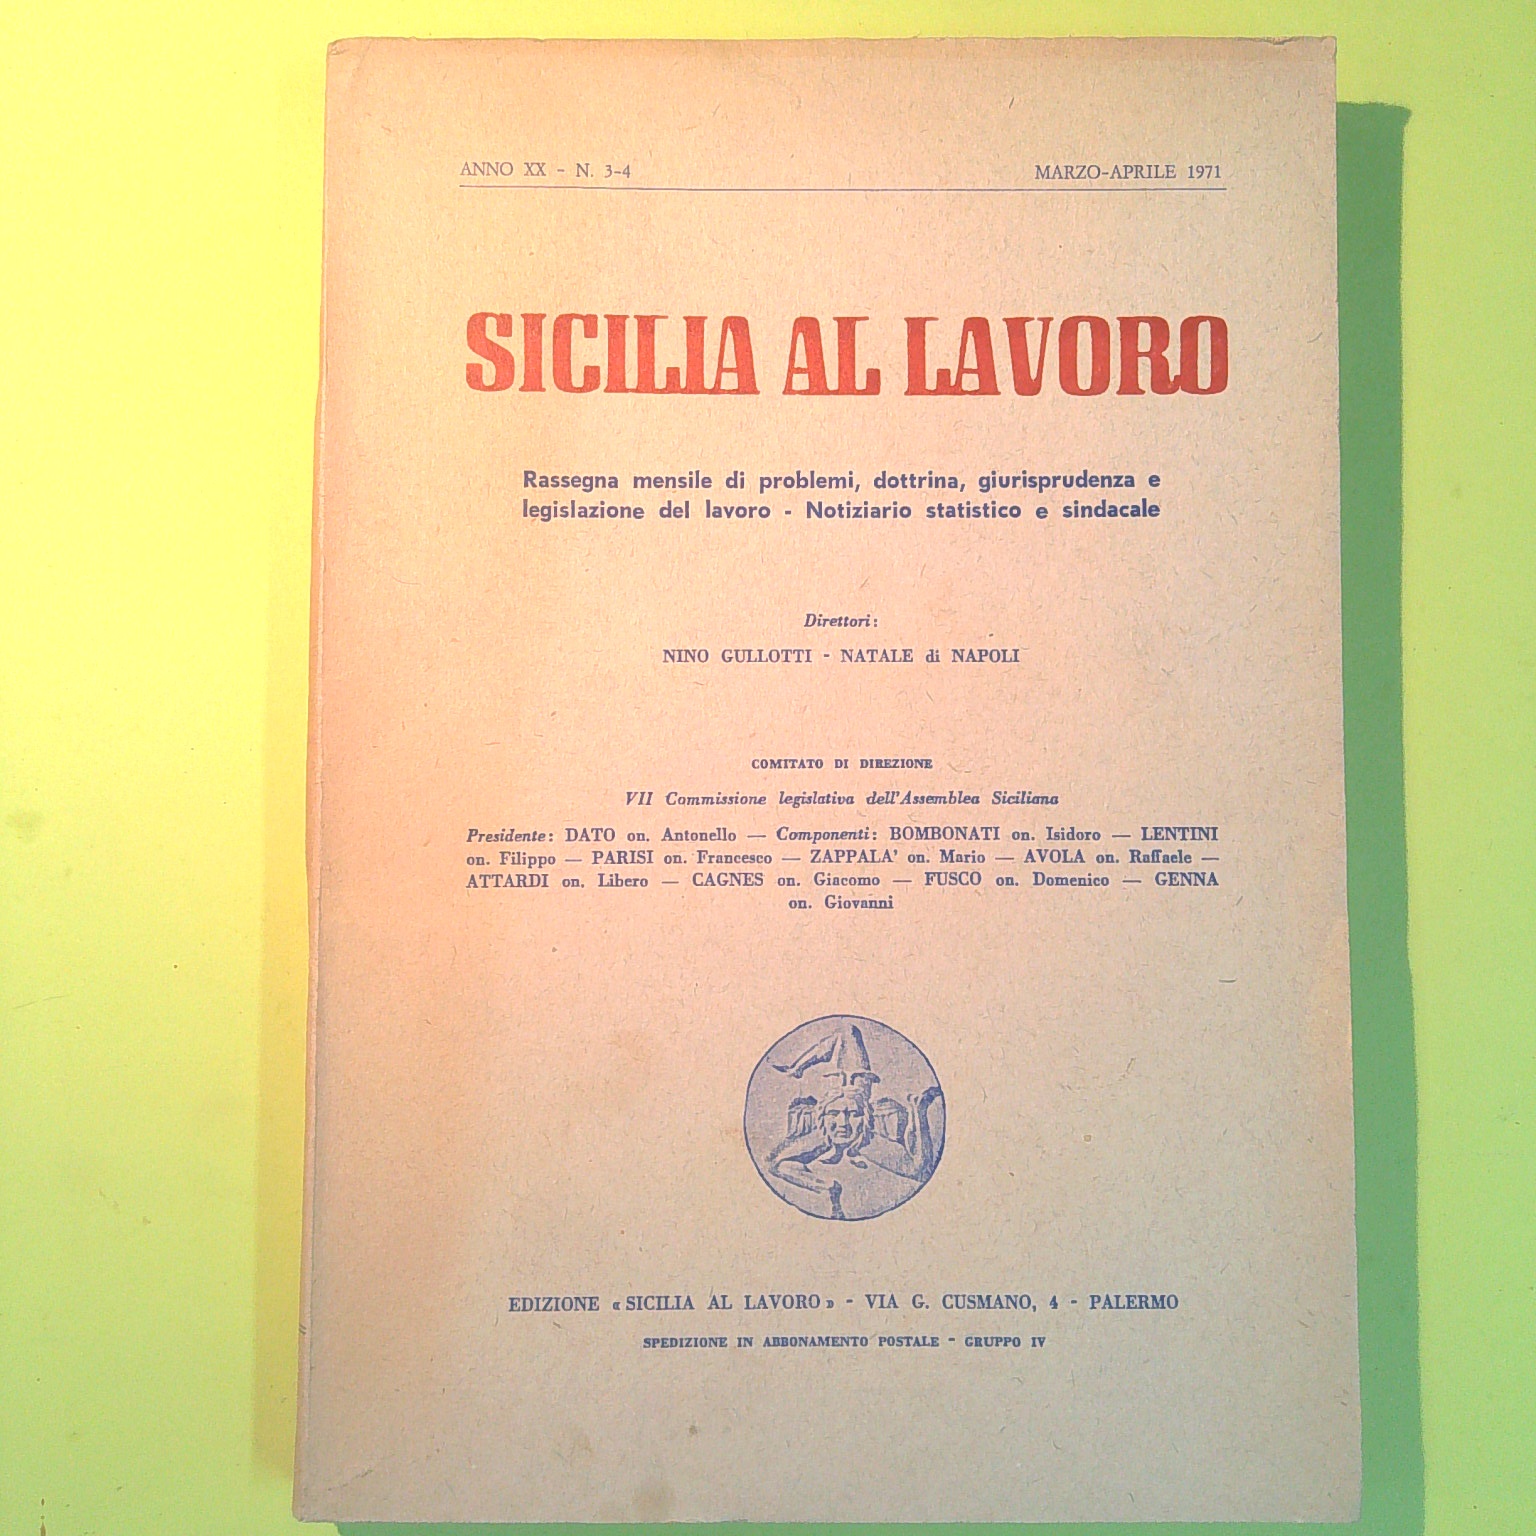 ANNO XX - N. 3-4
MARZO-APRILE 1971
SICILIA AL LAVORO
Rassegna mensile di problemi, dottrina, giurisprudenza e
legislazione del lavoro - Notiziario statistico e sindacale
Direttori:
NINO GULLOTTI - NATALE di NAPOLI
COMITATO DI DIREZIONE
VII Commissione legislativa dell'Assemblea Siciliana
Presidente: DATO on. Antonello — Componenti: BOMBONATI on. Isidoro — LENTINI
on. Filippo — PARISI on. Francesco — ZAPPALA' on. Mario — AVOLA on. Raffaele —
ATTARDI on. Libero — CAGNES on. Giacomo — FUSCO on. Domenico — GENNA
on. Giovanni
EDIZIONE « SICILIA AL LAVORO » - VIA G. CUSMANO, 4 - PALERMO
SPEDIZIONE IN ABBONAMENTO POSTALE - GRUPPO IV